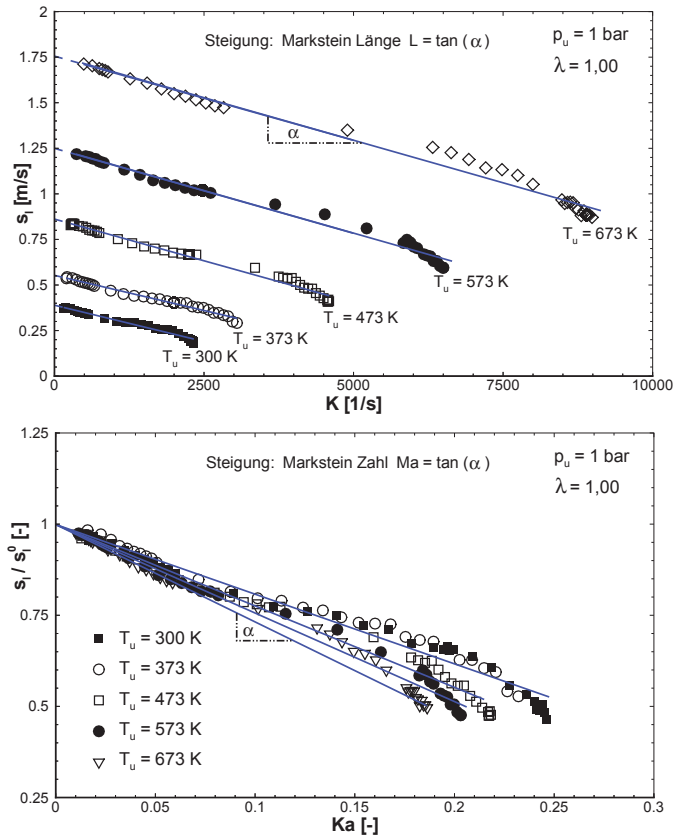 Steigung: Markstein Länge L = tan (α)
p_u = 1 bar
λ = 1,00
α
T_u = 673 K
T_u = 573 K
T_u = 473 K
T_u = 373 K
T_u = 300 K
s_l [m/s]
2
1.75
1.5
1.25
1
0.75
0.5
0.25
0
0 2500 5000 7500 10000
K [1/s]
Steigung: Markstein Zahl Ma = tan (α)
p_u = 1 bar
λ = 1,00
α
T_u = 300 K
T_u = 373 K
T_u = 473 K
T_u = 573 K
T_u = 673 K
s_l / s_l^0 [-]
1.25
1
0.75
0.5
0.25
0 0.05 0.1 0.15 0.2 0.25 0.3
Ka [-]